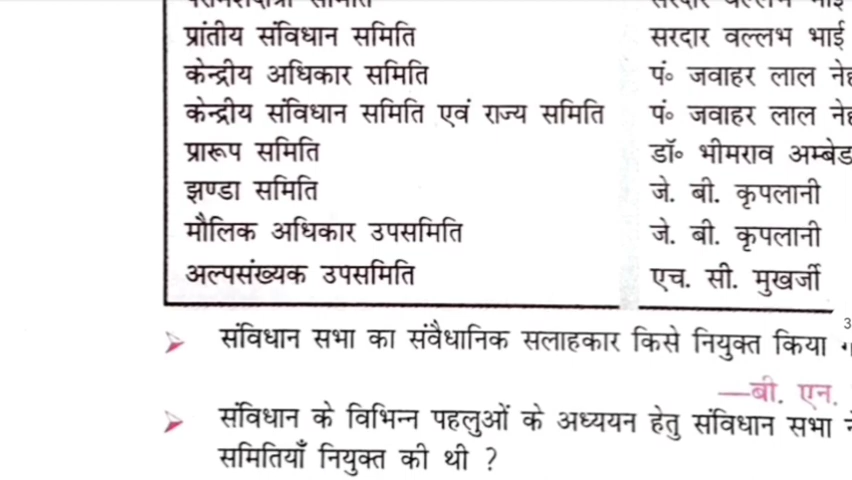 प्रांतीय संविधान समिति सरदार वल्लभ भाई
केन्द्रीय अधिकार समिति पं॰ जवाहर लाल
केन्द्रीय संविधान समिति एवं राज्य समिति पं॰ जवाहर लाल
प्रारूप समिति डॉ॰ भीमराव
झण्डा समिति जे. बी. कृपलानी
मौलिक अधिकार उपसमिति जे. बी. कृपलानी
अल्पसंख्यक उपसमिति एच. सी. मुखर्जी
संविधान सभा का संवैधानिक सलाहकार किसे नियुक्त किया
—बी. एन.
संविधान के विभिन्न पहलुओं के अध्ययन हेतु संविधान सभा
समितियाँ नियुक्त की थी ?